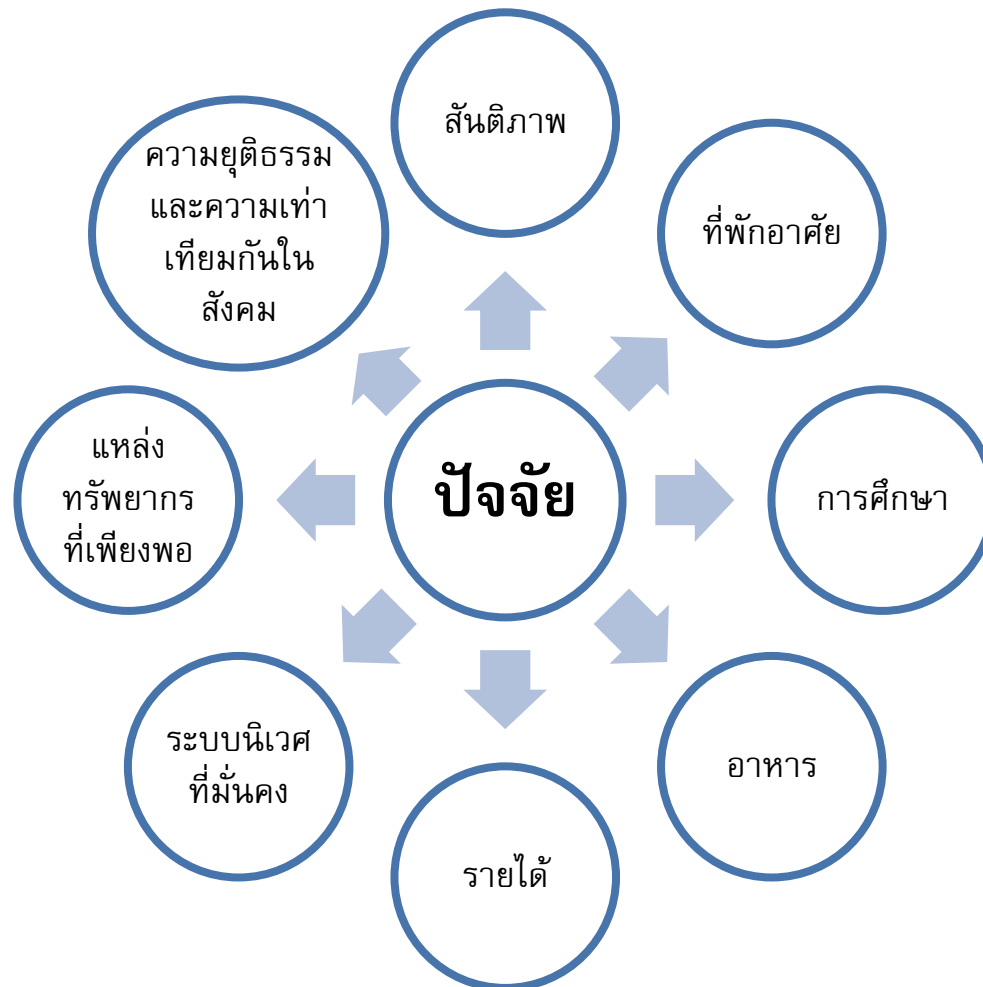 สันติภาพ
ที่พักอาศัย
การศึกษา
อาหาร
รายได้
ระบบนิเวศ
ที่มั่นคง
แหล่ง
ทรัพยากร
ที่เพียงพอ
ความยุติธรรม
และความเท่า
เทียมกันใน
สังคม
ปัจจัย